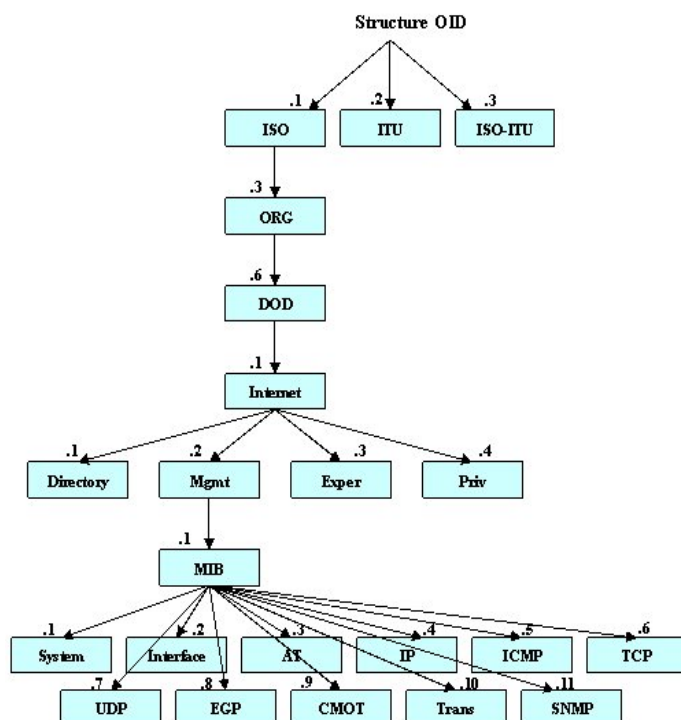 Structure OID
.1 .2 .3
ISO ITU ISO-ITU
.3
ORG
.6
DOD
.1
Internet
.1 .2 .3 .4
Directory Mgmt Exper Priv
.1
MIB
.1 .2 .3 .4 .5 .6
System Interface AT IP ICMP TCP
.7 .8 .9 .10 .11
UDP EGP CMOT Trans SNMP